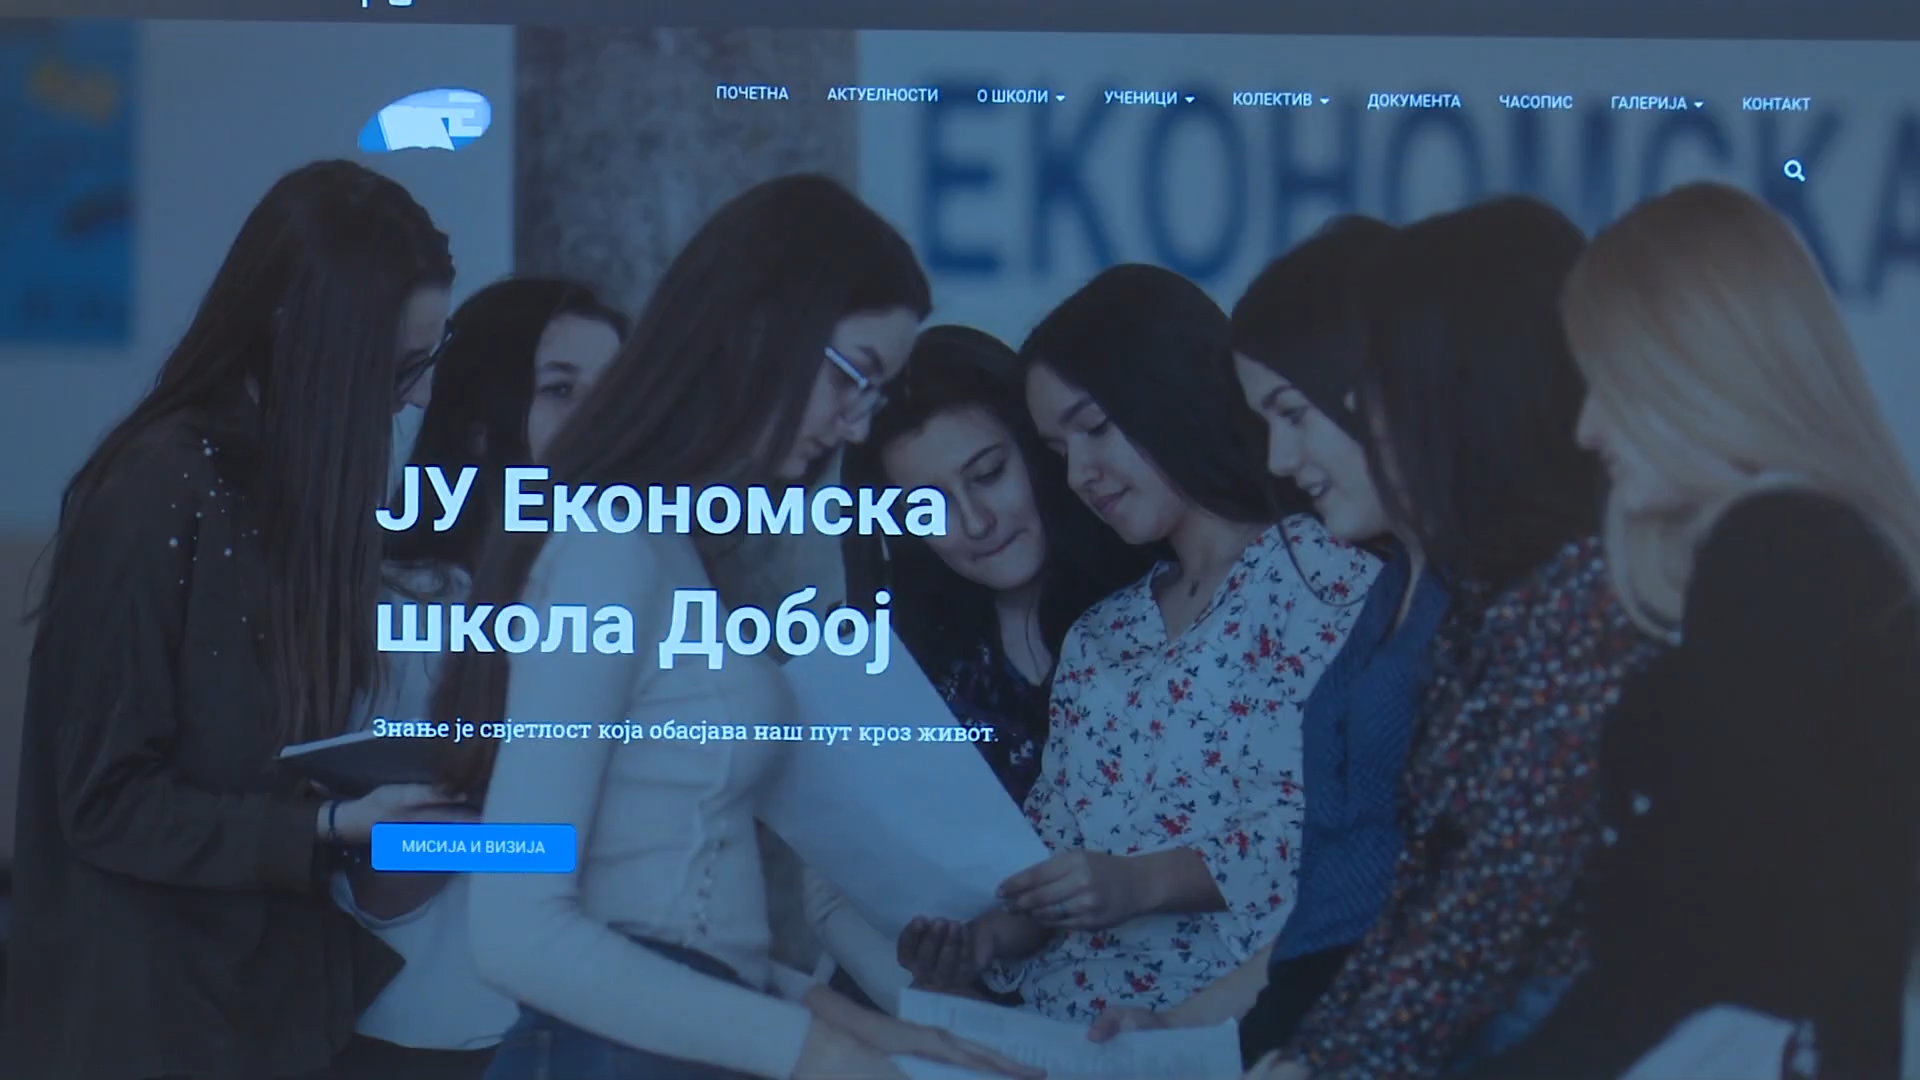 ПОЧЕТНА АКТУЕЛНОСТИ О ШКОЛИ УЧЕНИЦИ КОЛЕКТИВ ДОКУМЕНТА ЧАСОПИС ГАЛЕРИЈА КОНТАКТ
ЕКОНОМСКА
ЈУ Економска
школа Добој
Знање је свјетлост која обасјава наш пут кроз живот.
МИСИЈА И ВИЗИЈА